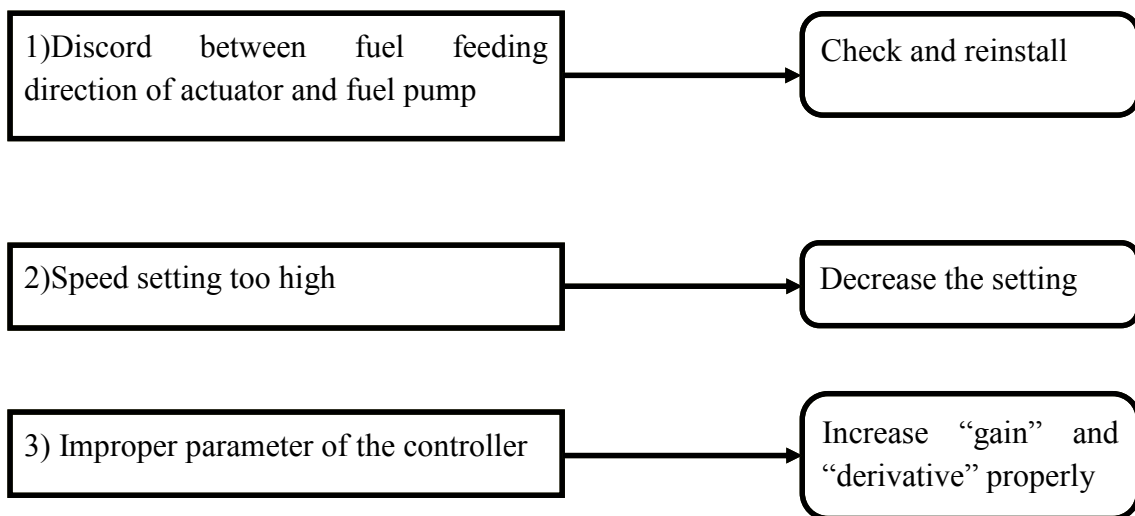 1)Discord between fuel feeding
direction of actuator and fuel pump
Check and reinstall
2)Speed setting too high
Decrease the setting
3) Improper parameter of the controller
Increase “gain” and
“derivative” properly